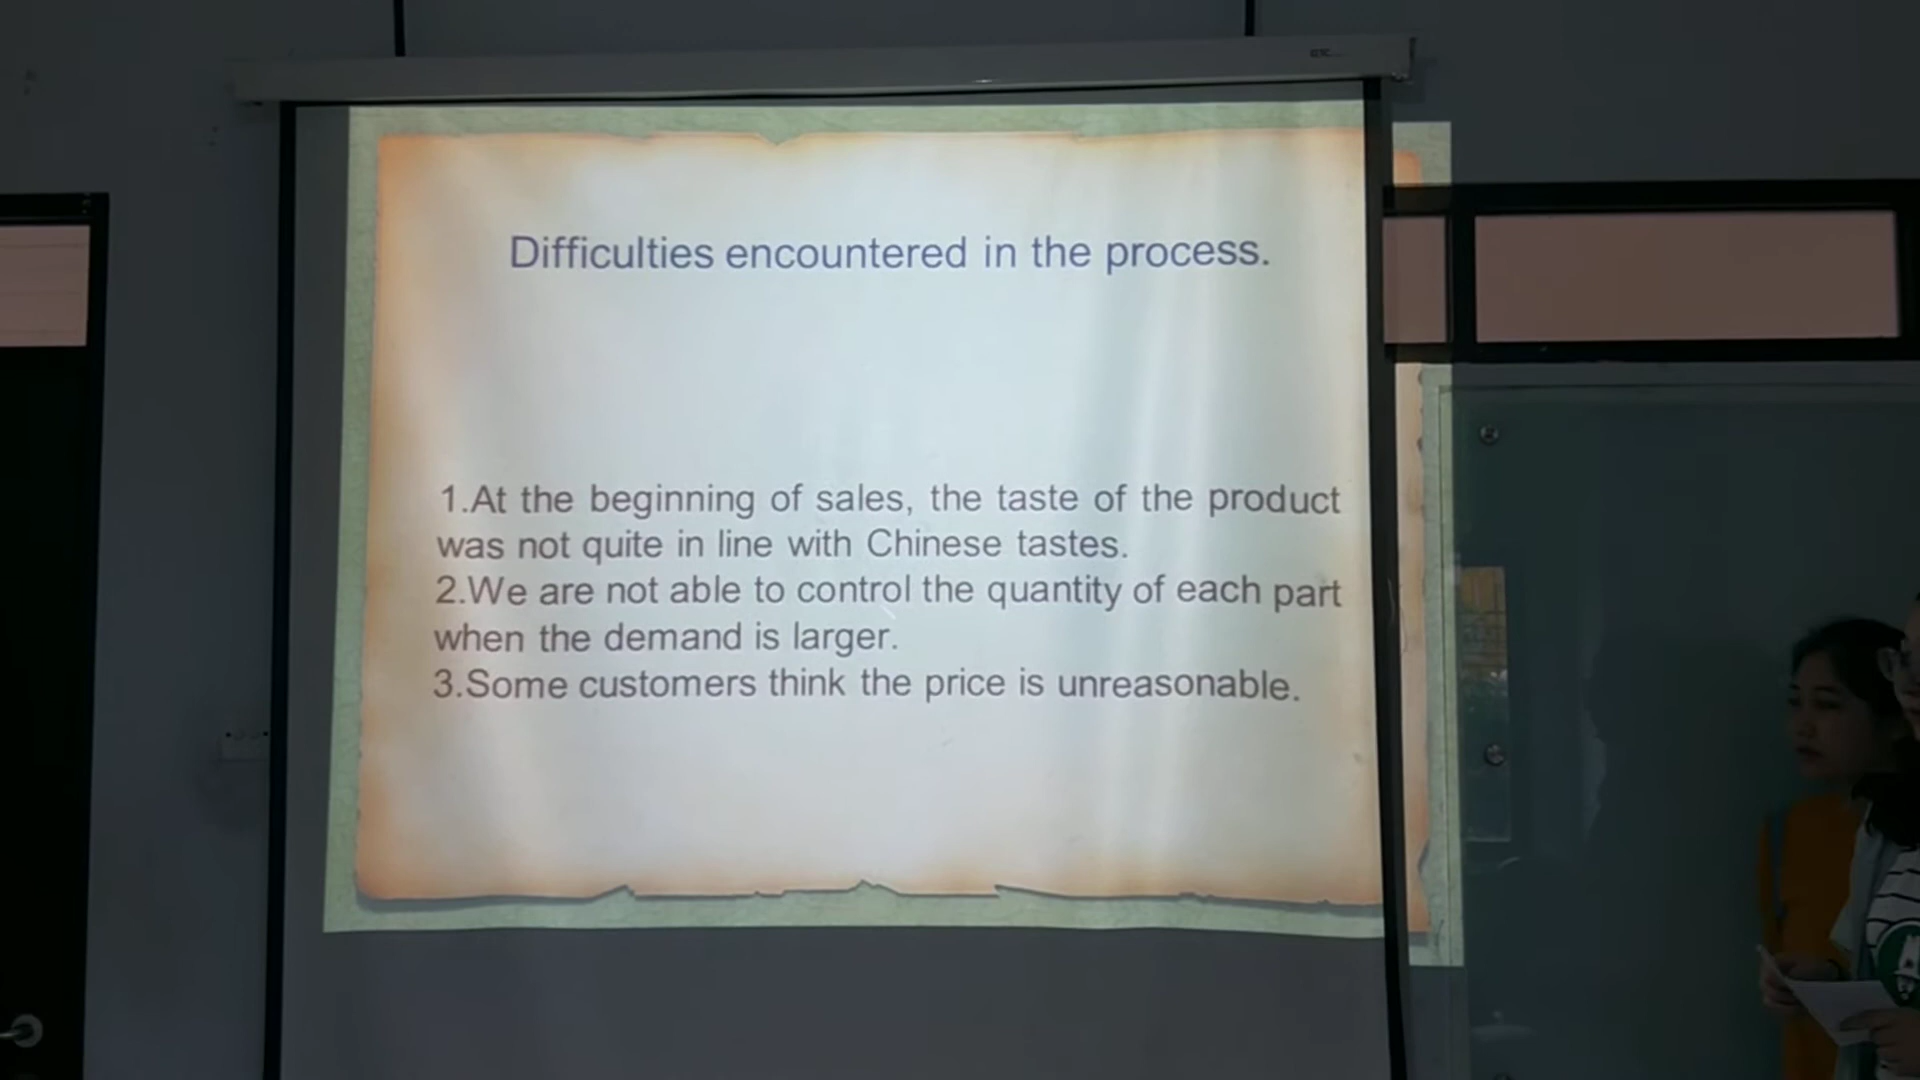 Difficulties encountered in the process.
1.At the beginning of sales, the taste of the product
was not quite in line with Chinese tastes.
2.We are not able to control the quantity of each part
when the demand is larger.
3.Some customers think the price is unreasonable.